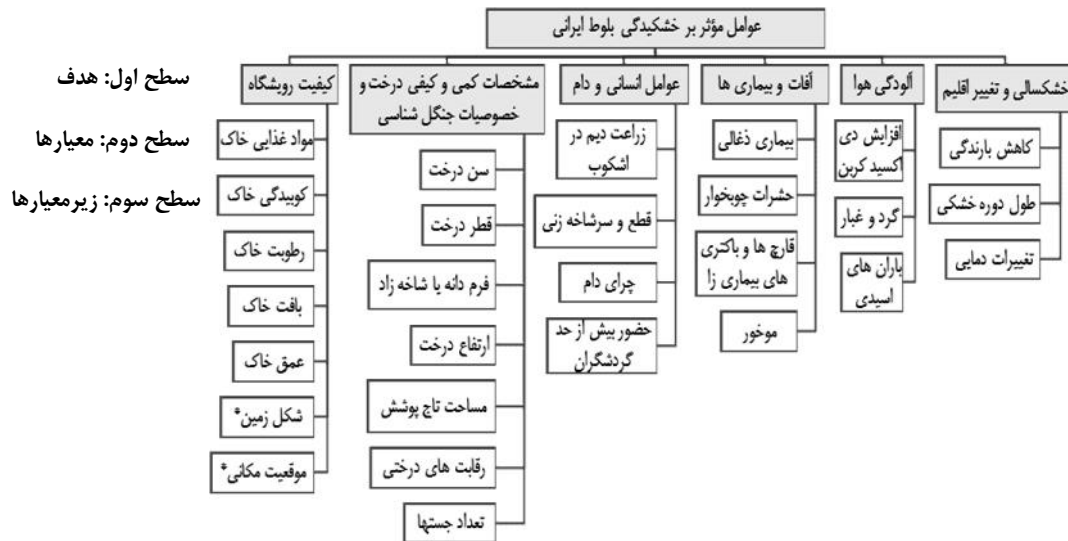 عوامل مؤثر بر خشکیدگی بلوط ایرانی
سطح اول: هدف
سطح دوم: معیارها
سطح سوم: زیرمعیارها
خشکسالی و تغییر اقلیم
کاهش بارندگی
طول دوره خشکی
تغییرات دمایی
آلودگی هوا
افزایش دی
اکسید کربن
گرد و غبار
باران های
اسیدی
آفات و بیماری ها
بیماری ذغالی
حشرات چوبخوار
قارچ ها و باکتری
های بیماری زا
موخور
عوامل انسانی و دام
زراعت دیم در
اشکوب
قطع و سرشاخه زنی
چرای دام
حضور بیش از حد
گردشگران
مشخصات کمی و کیفی درخت و
خصوصیات جنگل شناسی
سن درخت
قطر درخت
فرم دانه یا شاخه زاد
ارتفاع درخت
مساحت تاج پوشش
رقابت های درختی
تعداد جستها
کیفیت رویشگاه
مواد غذایی خاک
کوبیدگی خاک
رطوبت خاک
بافت خاک
عمق خاک
شکل زمین*
موقعیت مکانی*